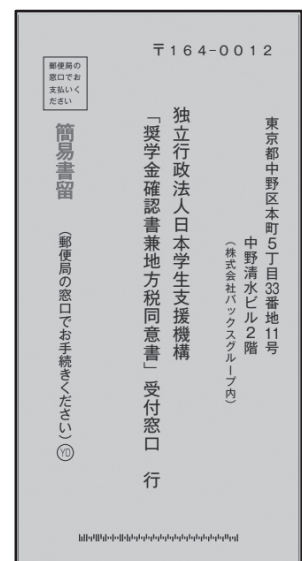 〒164-0012
東京都中野区本町5丁目33番地11号
中野清水ビル2階
(株式会社バックスグループ内)
独立行政法人日本学生支援機構
「奨学金確認書兼地方税同意書」受付窓口 行
郵便局の
窓口でお
支払いく
ださい
簡易書留
(郵便局の窓口でお手続きください)YD